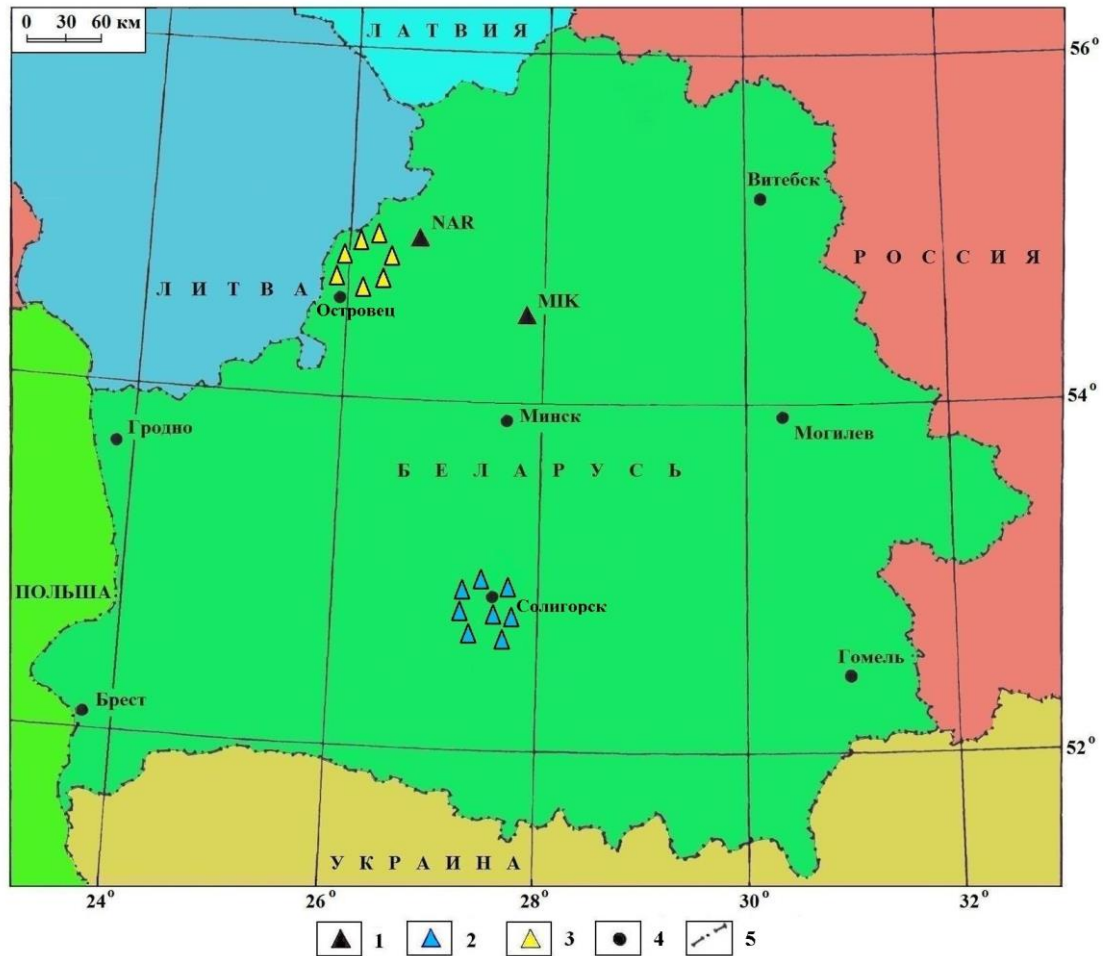 0 30 60 км
ЛАТВИЯ
56°
Витебск
NAR
РОССИЯ
ЛИТВА
MIK
Островец
54°
Гродно
Минск
Могилев
БЕЛАРУСЬ
ПОЛЬША
Солигорск
Гомель
Брест
52°
УКРАИНА
24° 26° 28° 30° 32°
1 2 3 4 5